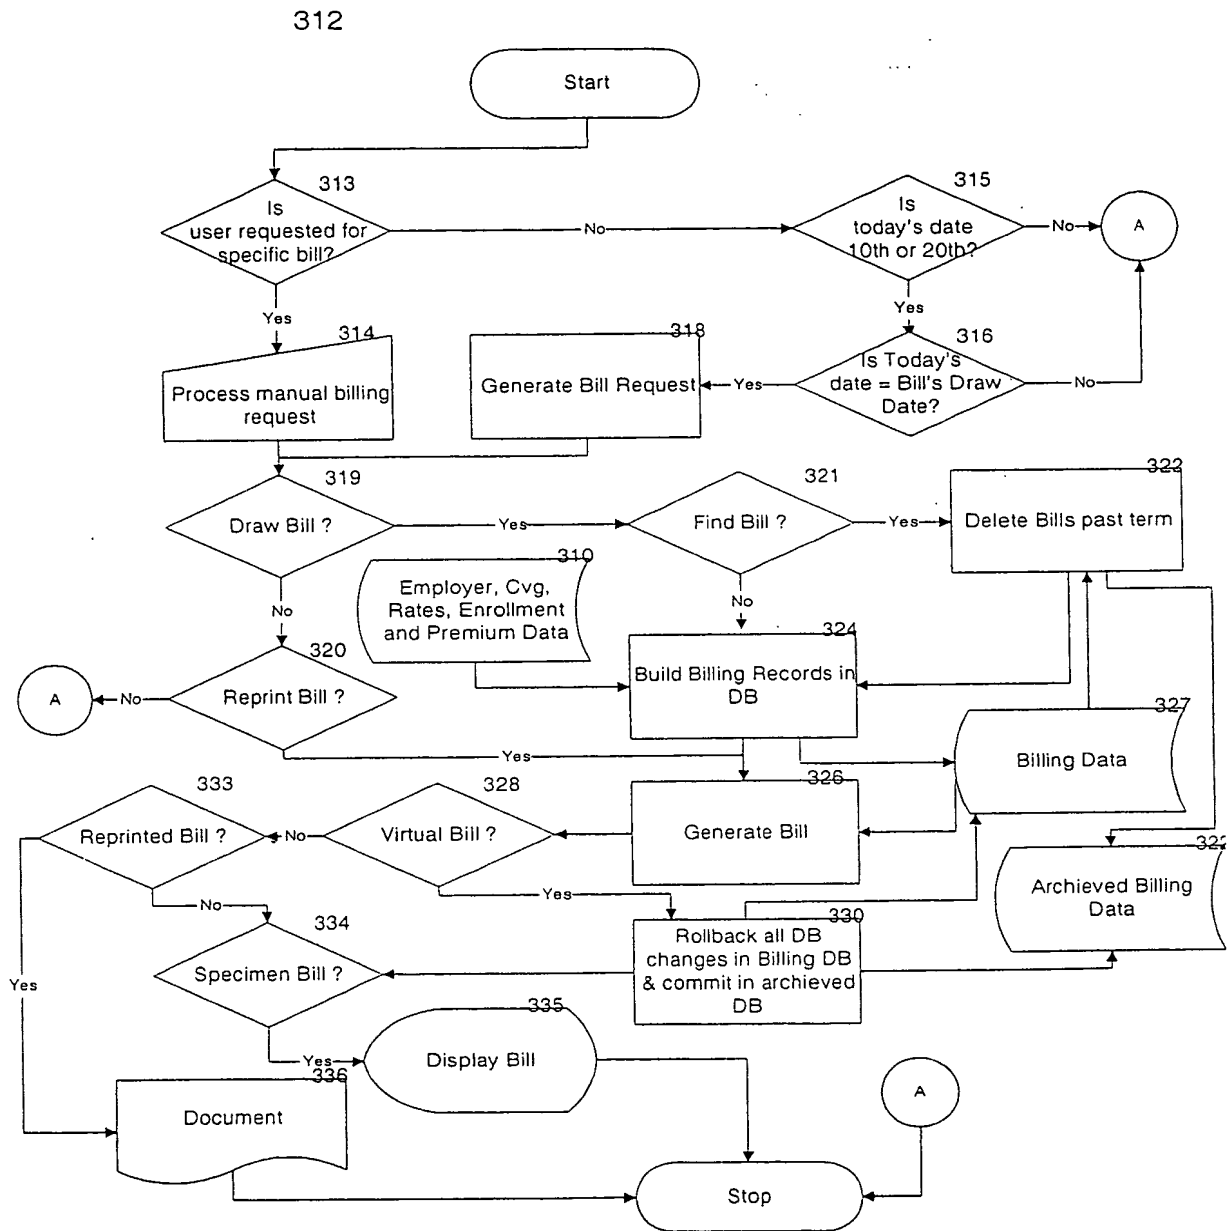 312
Start
313
Is
user requested for
specific bill?
No
315
Is
today's date
10th or 20th?
No
A
Yes
Yes
314
Process manual billing
request
318
Generate Bill Request
Yes
316
Is Today's
date = Bill's Draw
Date?
No
319
Draw Bill ?
Yes
321
Find Bill ?
Yes
322
Delete Bills past term
310
Employer, Cvg,
Rates, Enrollment
and Premium Data
No
No
324
Build Billing Records in
DB
320
Reprint Bill ?
No
A
Yes
327
Billing Data
333
Reprinted Bill ?
No
328
Virtual Bill ?
326
Generate Bill
Yes
322
Archieved Billing
Data
No
334
Specimen Bill ?
330
Rollback all DB
changes in Billing DB
& commit in archieved
DB
Yes
Yes
335
Display Bill
336
Document
A
Stop